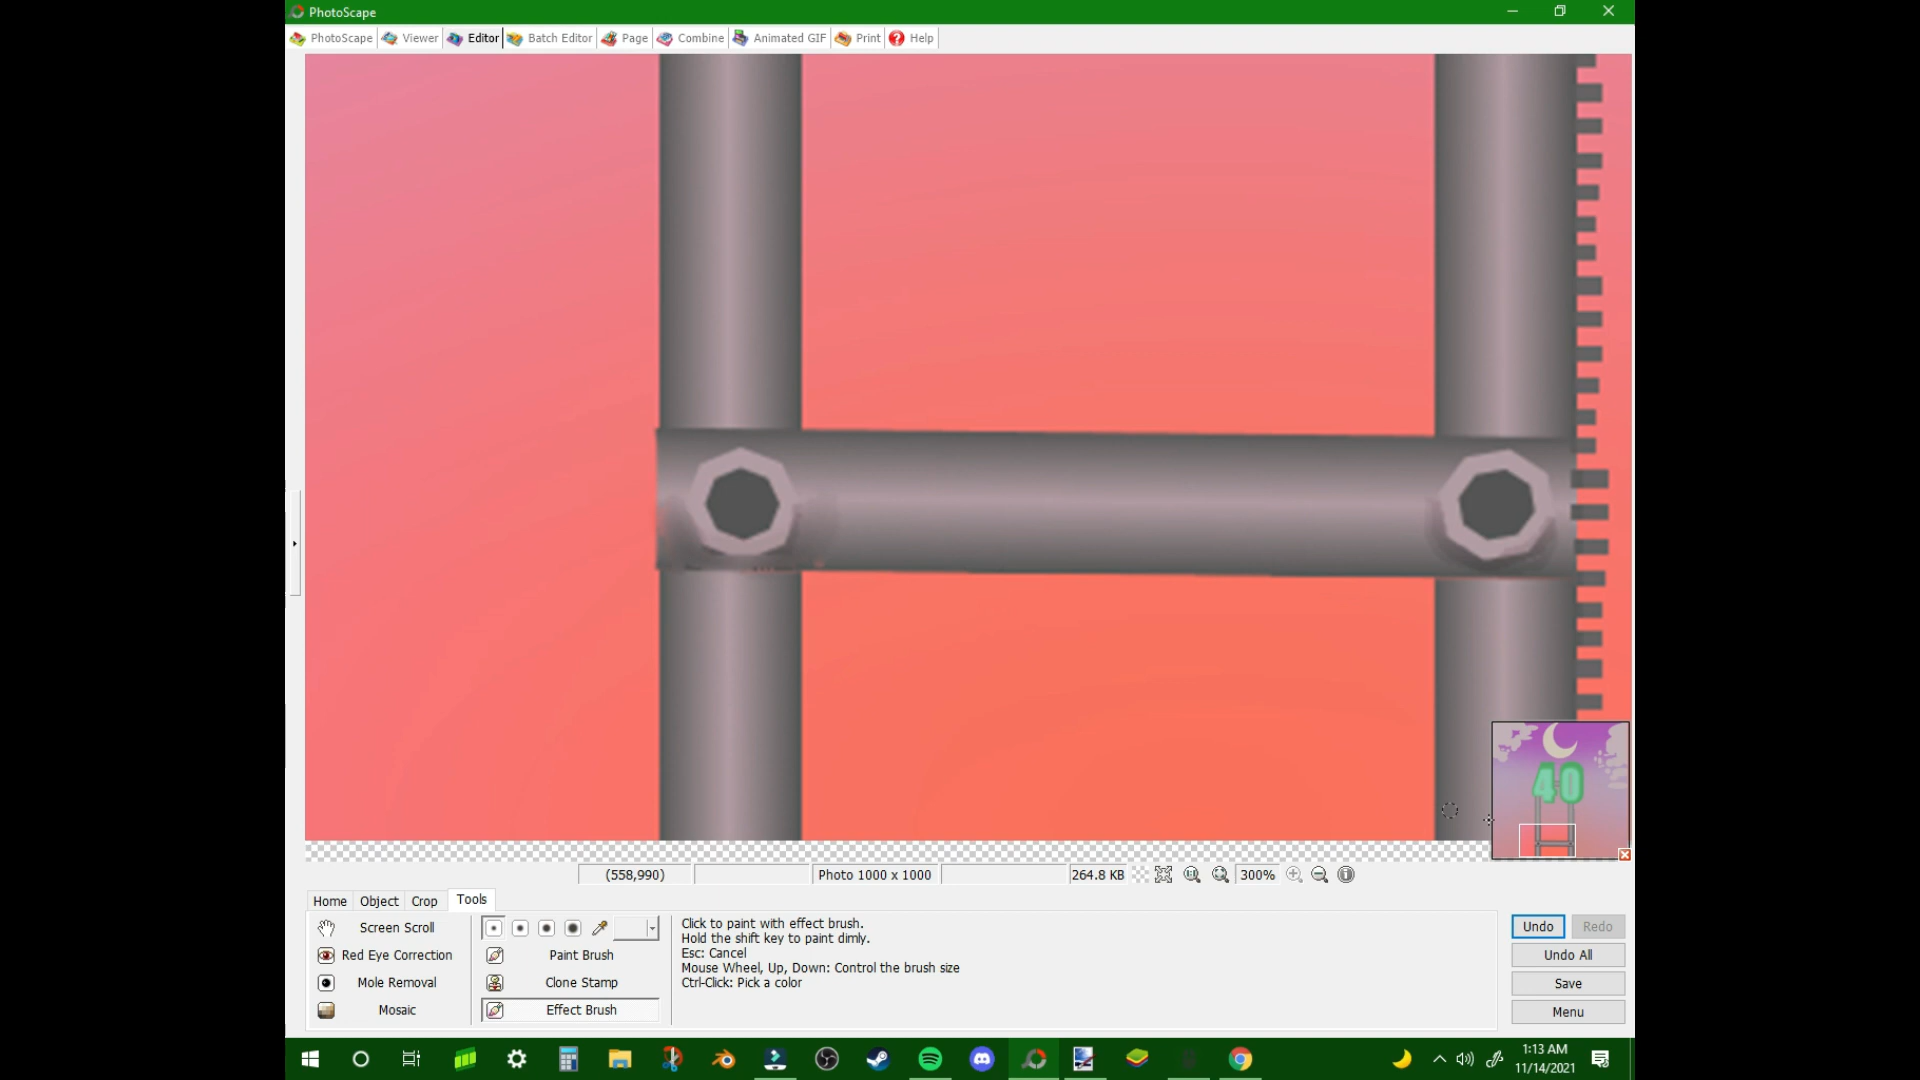 PhotoScape
PhotoScape Viewer Editor Batch Editor Page Combine Animated GIF Print Help
40
(558,990) Photo 1000 x 1000 264.8 KB 300%
Home Object Crop Tools
Screen Scroll
Red Eye Correction
Mole Removal
Mosaic
Paint Brush
Clone Stamp
Effect Brush
Click to paint with effect brush.
Hold the shift key to paint dimly.
Esc: Cancel
Mouse Wheel, Up, Down: Control the brush size
Ctrl-Click: Pick a color
Undo Redo
Undo All
Save
Menu
1:13 AM
11/14/2021